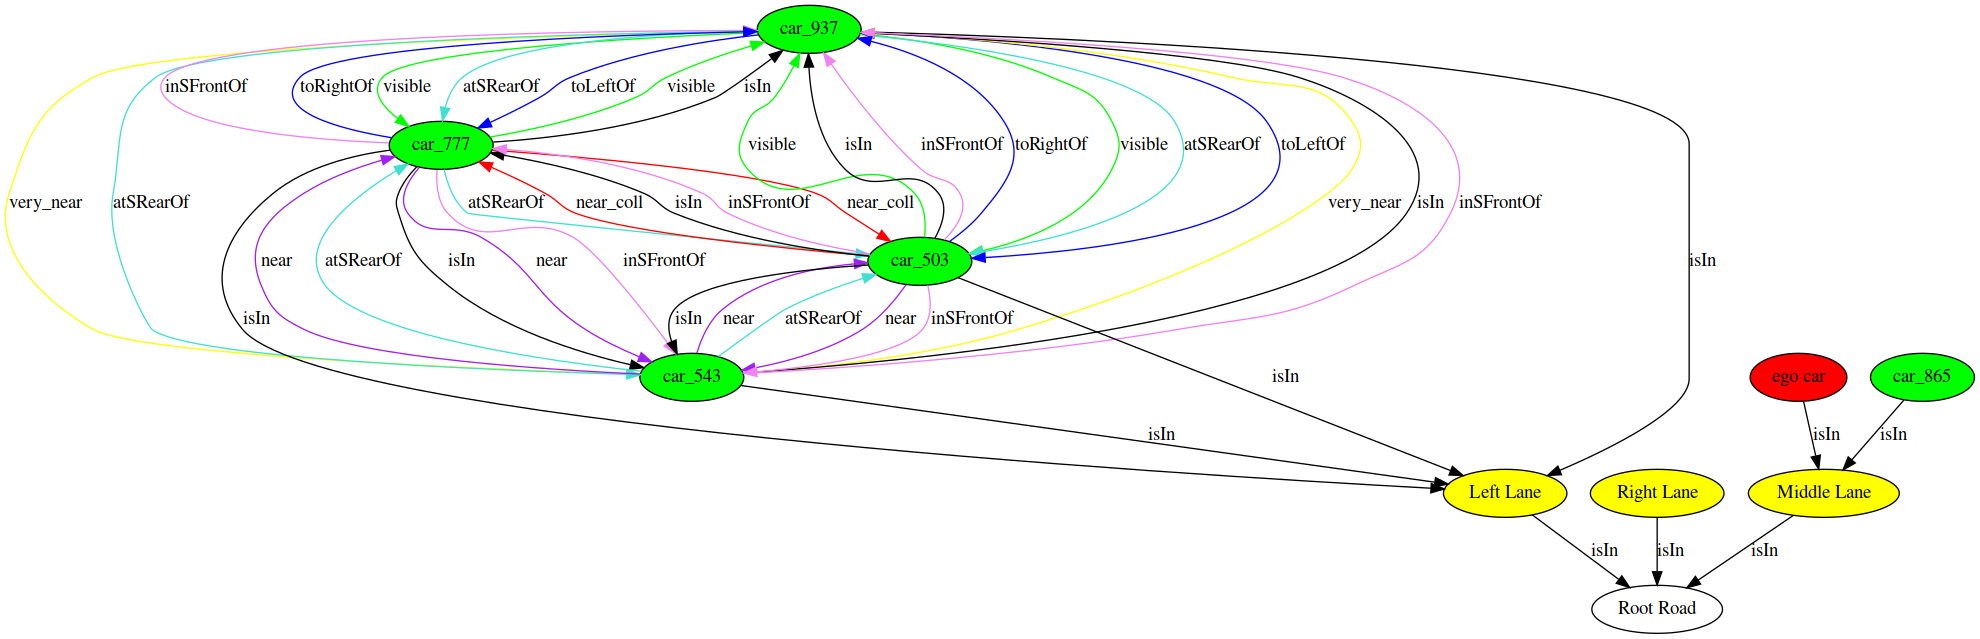 car_937
inSFrontOf
toRightOf
visible
atSRearOf
toLeftOf
visible
isIn
car_777
visible
isIn
inSFrontOf
toRightOf
visible
atSRearOf
toLeftOf
very_near
atSRearOf
atSRearOf
near_coll
isIn
inSFrontOf
near_coll
very_near
isIn
inSFrontOf
near
atSRearOf
isIn
near
inSFrontOf
car_503
isIn
isIn
isIn
near
atSRearOf
near
inSFrontOf
car_543
isIn
ego car
car_865
isIn
isIn
isIn
Left Lane
Right Lane
Middle Lane
isIn
isIn
isIn
Root Road